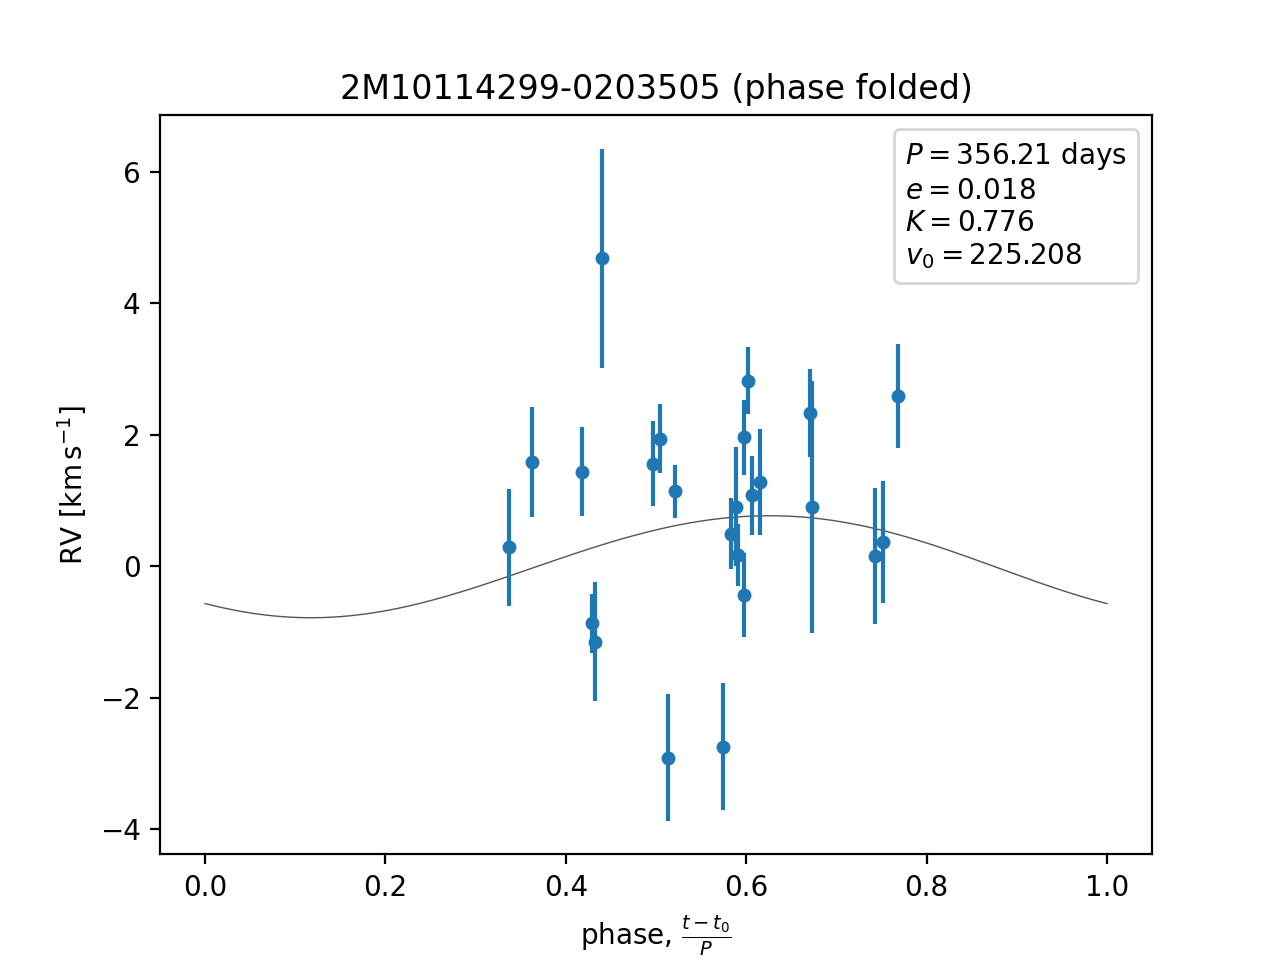 2M10114299-0203505 (phase folded)
P = 356.21 days
e = 0.018
K = 0.776
v₀ = 225.208
6
4
2
0
−2
−4
RV [km s⁻¹]
0.0 0.2 0.4 0.6 0.8 1.0
phase, (t − t₀)/P